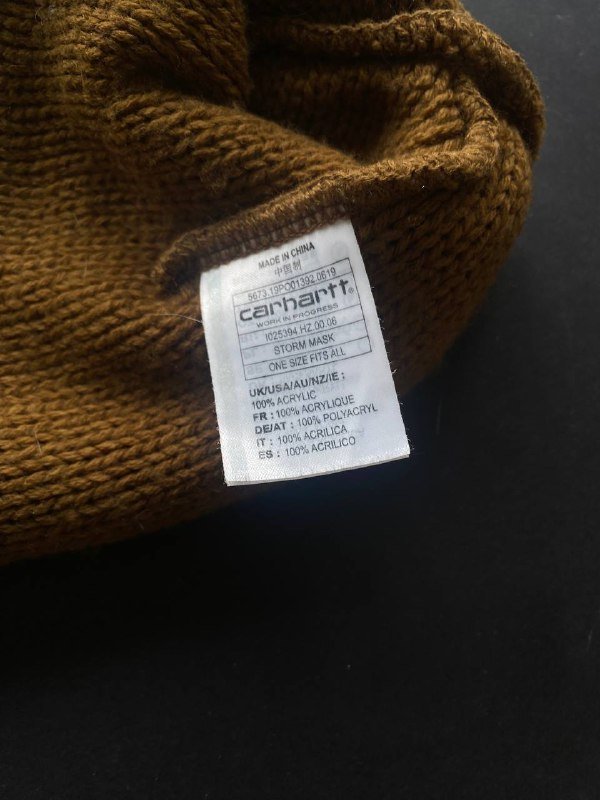 MADE IN CHINA
中国制
5673.19PO01392.0619
carhartt®
WORK IN PROGRESS
I025394.HZ.00.06
STORM MASK
ONE SIZE FITS ALL
UK/USA/AU/NZ/IE :
100% ACRYLIC
FR : 100% ACRYLIQUE
DE/AT : 100% POLYACRYL
IT : 100% ACRILICA
ES : 100% ACRILICO